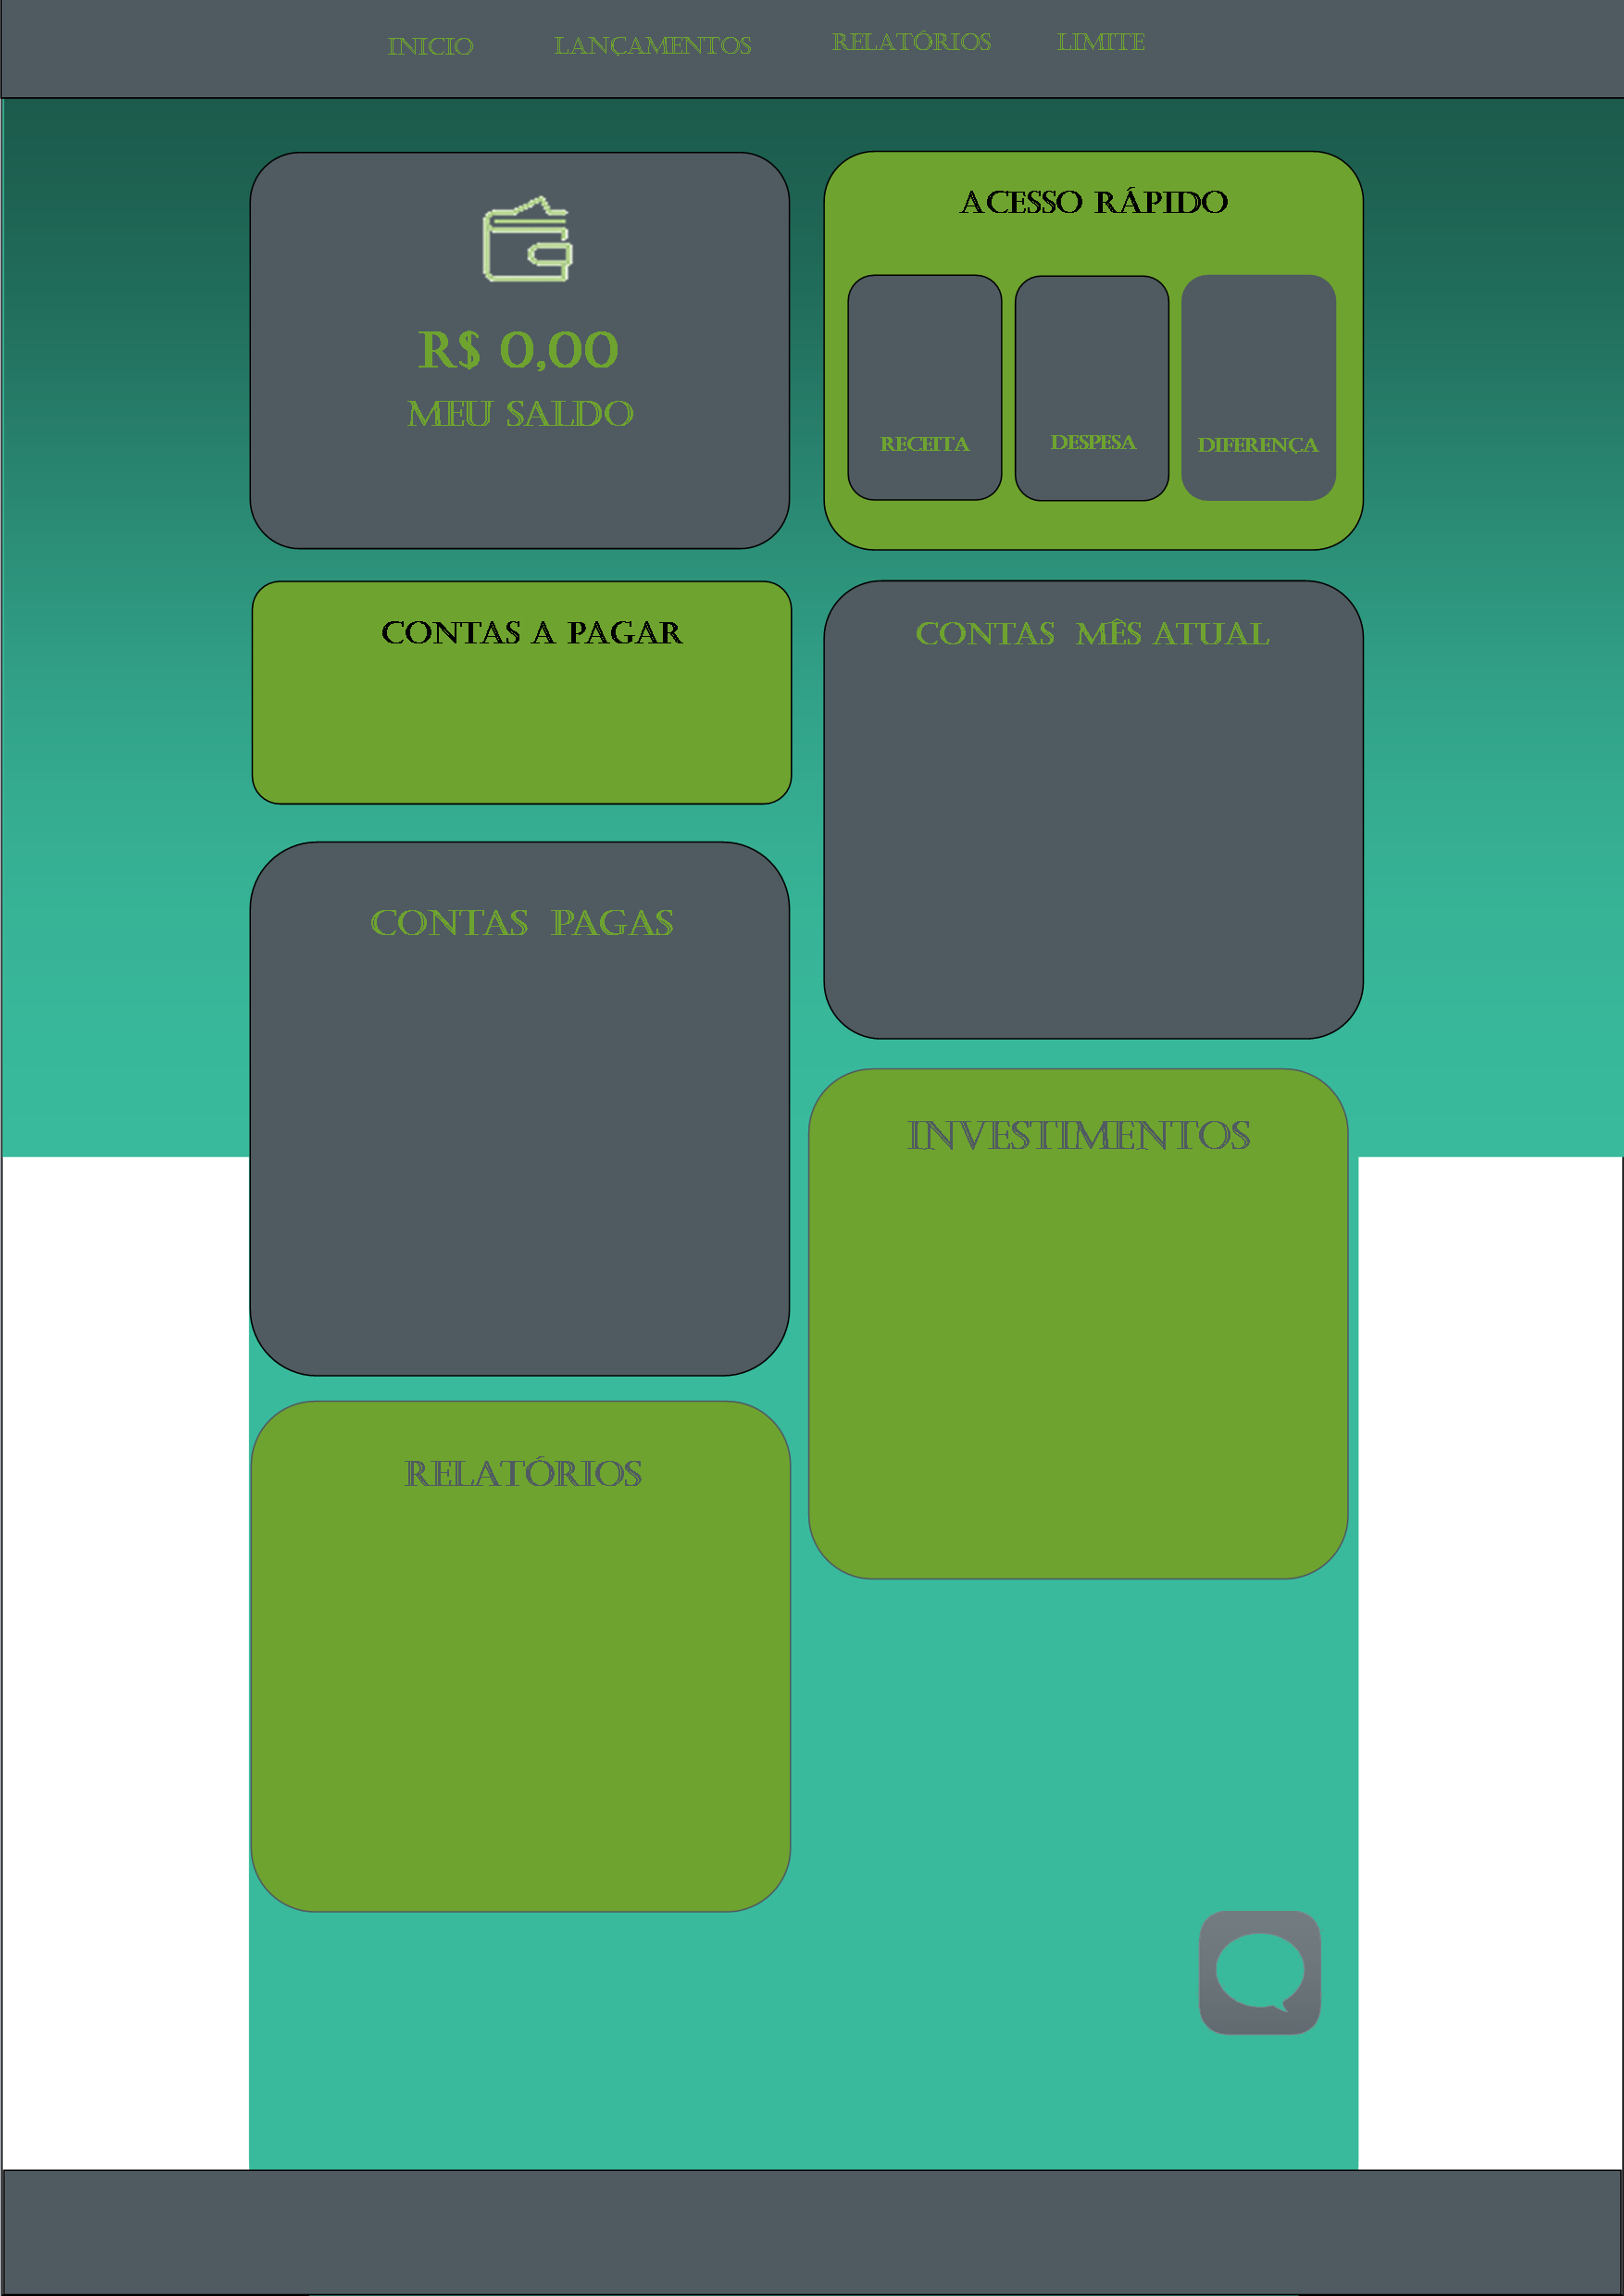 INICIO LANÇAMENTOS RELATÓRIOS LIMITE
R$ 0,00
MEU SALDO
ACESSO RÁPIDO
RECEITA DESPESA DIFERENÇA
CONTAS A PAGAR
CONTAS MÊS ATUAL
CONTAS PAGAS
INVESTIMENTOS
RELATÓRIOS